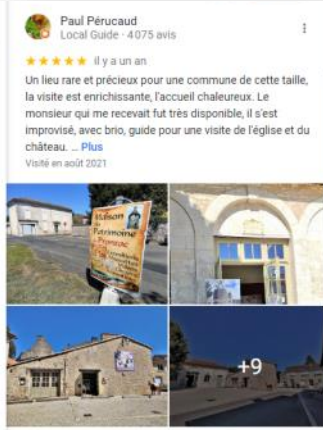 Paul Pérucaud
Local Guide · 4 075 avis
il y a un an
Un lieu rare et précieux pour une commune de cette taille,
la visite est enrichissante, l'accueil chaleureux. Le
monsieur qui me recevait fut très disponible, il s'est
improvisé, avec brio, guide pour une visite de l'église et du
château. ... Plus
Visité en août 2021
Maison
du
Patrimoine
Pranzac
+9